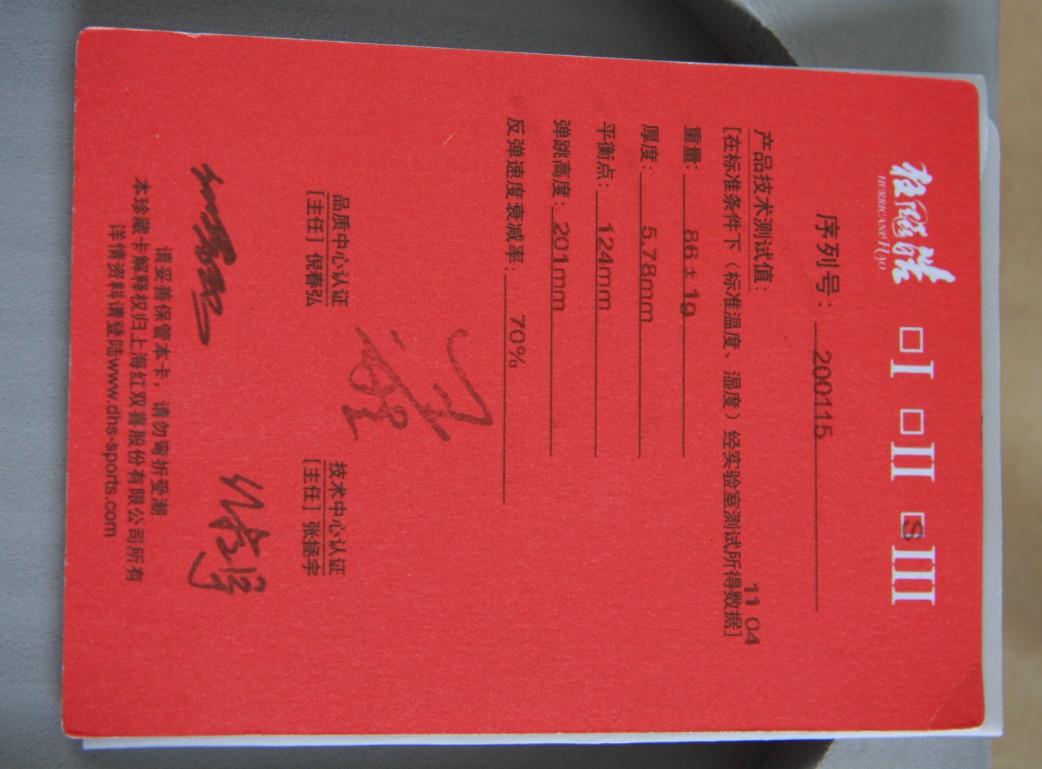 狂飚皓
HURRICANE HAO
□I □II □S III
序列号：200115
11 04
产品技术测试值：
[在标准条件下（标准温度、湿度）经实验室测试所得数据]
重量：86±1g
厚度：5.78mm
平衡点：124mm
弹跳高度：201mm
反弹速度衰减率：70%
品质中心认证 技术中心认证
[主任] 倪春弘 [主任] 张拯宇
请妥善保管本卡，请勿弯折受潮
本珍藏卡解释权归上海红双喜股份有限公司所有
详情资料请登陆www.dhs-sports.com